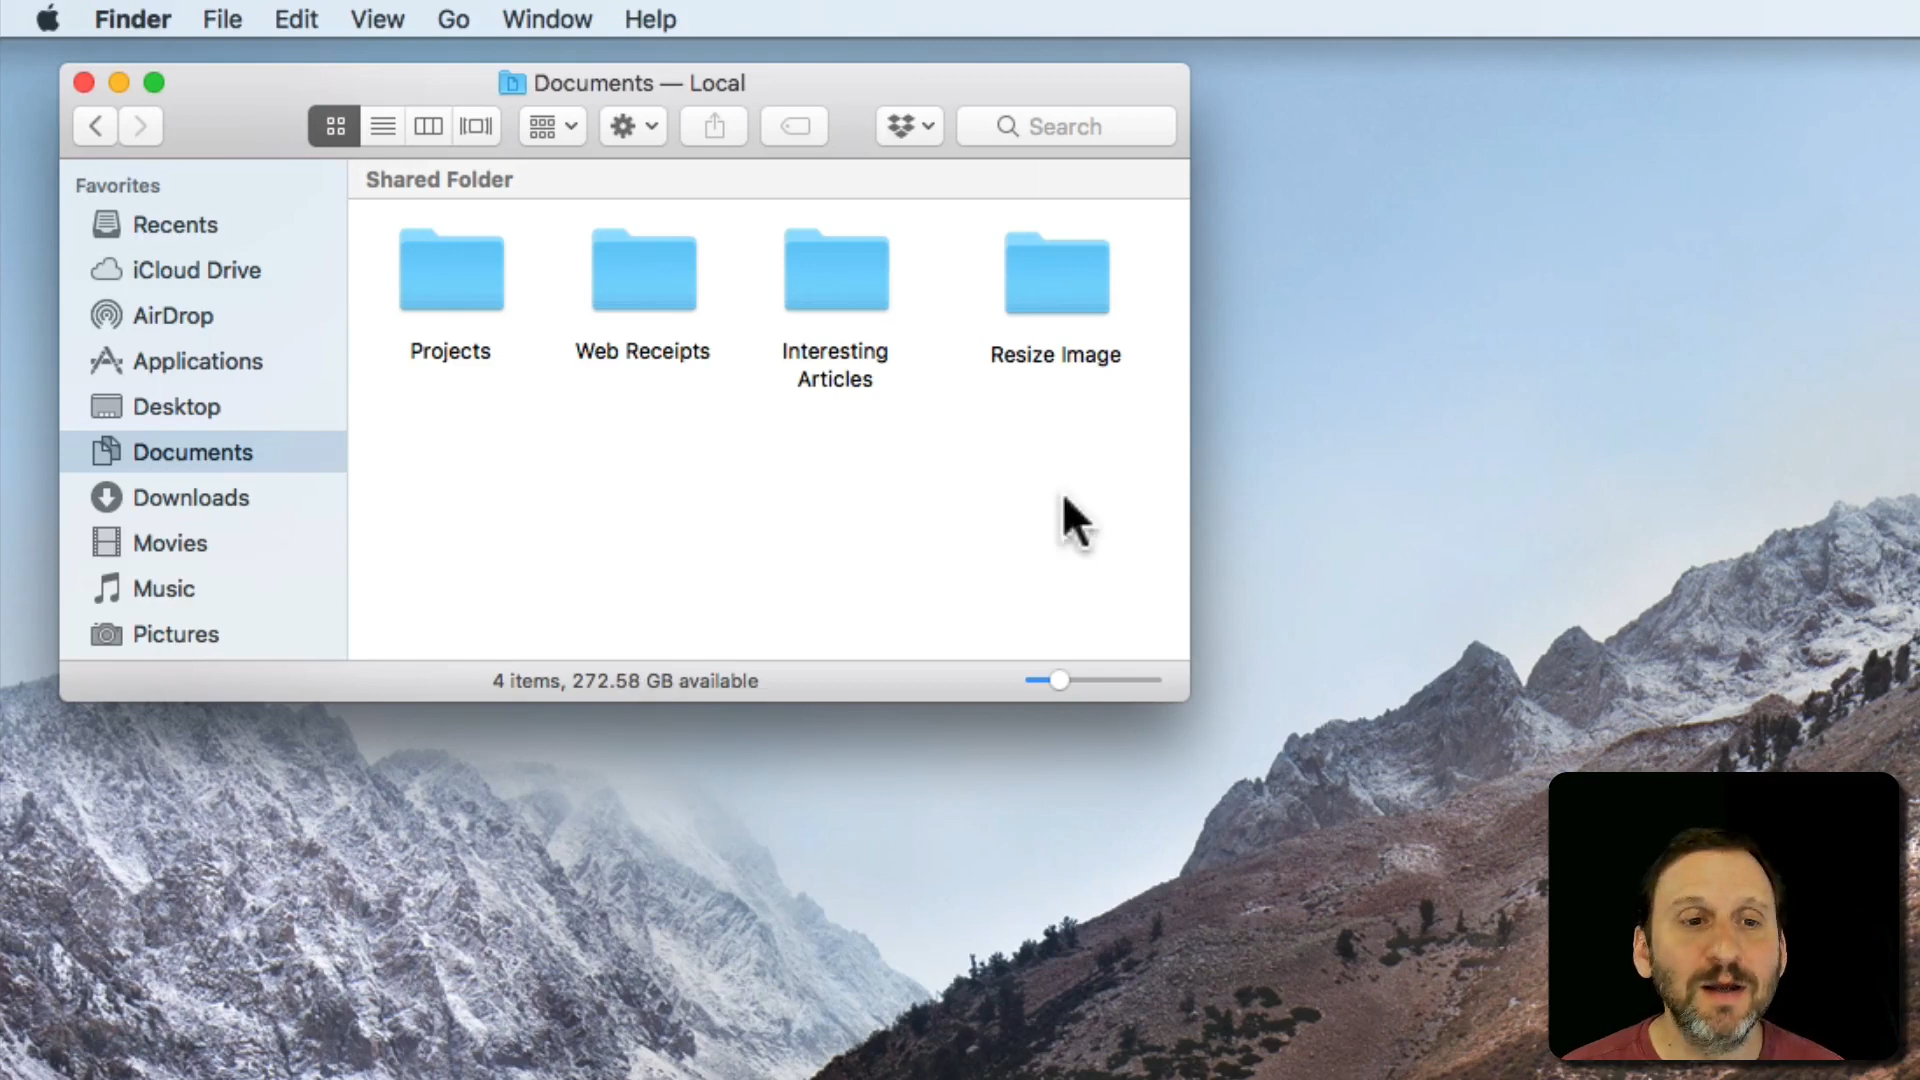 Finder File Edit View Go Window Help
Documents — Local
Search
Favorites
Recents
iCloud Drive
AirDrop
Applications
Desktop
Documents
Downloads
Movies
Music
Pictures
Shared Folder
Projects
Web Receipts
Interesting
Articles
Resize Image
4 items, 272.58 GB available